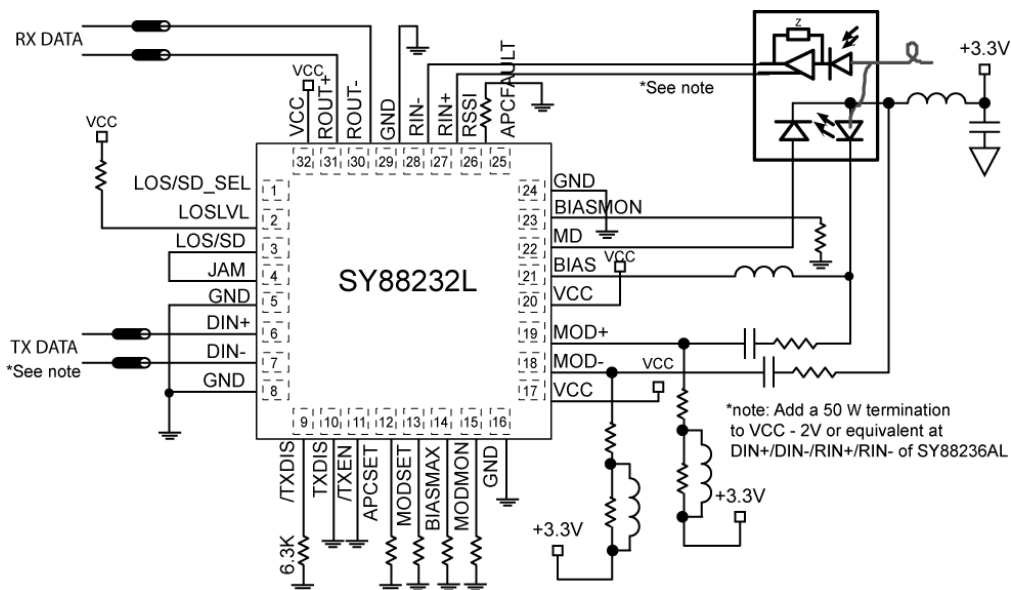 RX DATA
VCC
VCC
ROUT+
ROUT-
GND
RIN-
RIN+
RSSI
APCFAULT
Z
*See note
+3.3V
VCC
32
31
30
29
28
27
26
25
LOS/SD_SEL
1
LOSLVL
2
LOS/SD
3
JAM
4
GND
5
DIN+
6
TX DATA
*See note
DIN-
7
GND
8
SY88232L
24
GND
23
BIASMON
22
MD
21
BIAS
VCC
20
VCC
19
MOD+
18
MOD-
VCC
17
VCC
*note: Add a 50 W termination
to VCC - 2V or equivalent at
DIN+/DIN-/RIN+/RIN- of SY88236AL
9
10
11
12
13
14
15
16
/TXDIS
TXDIS
/TXEN
APCSET
MODSET
BIASMAX
MODMON
GND
6.3K
+3.3V
+3.3V